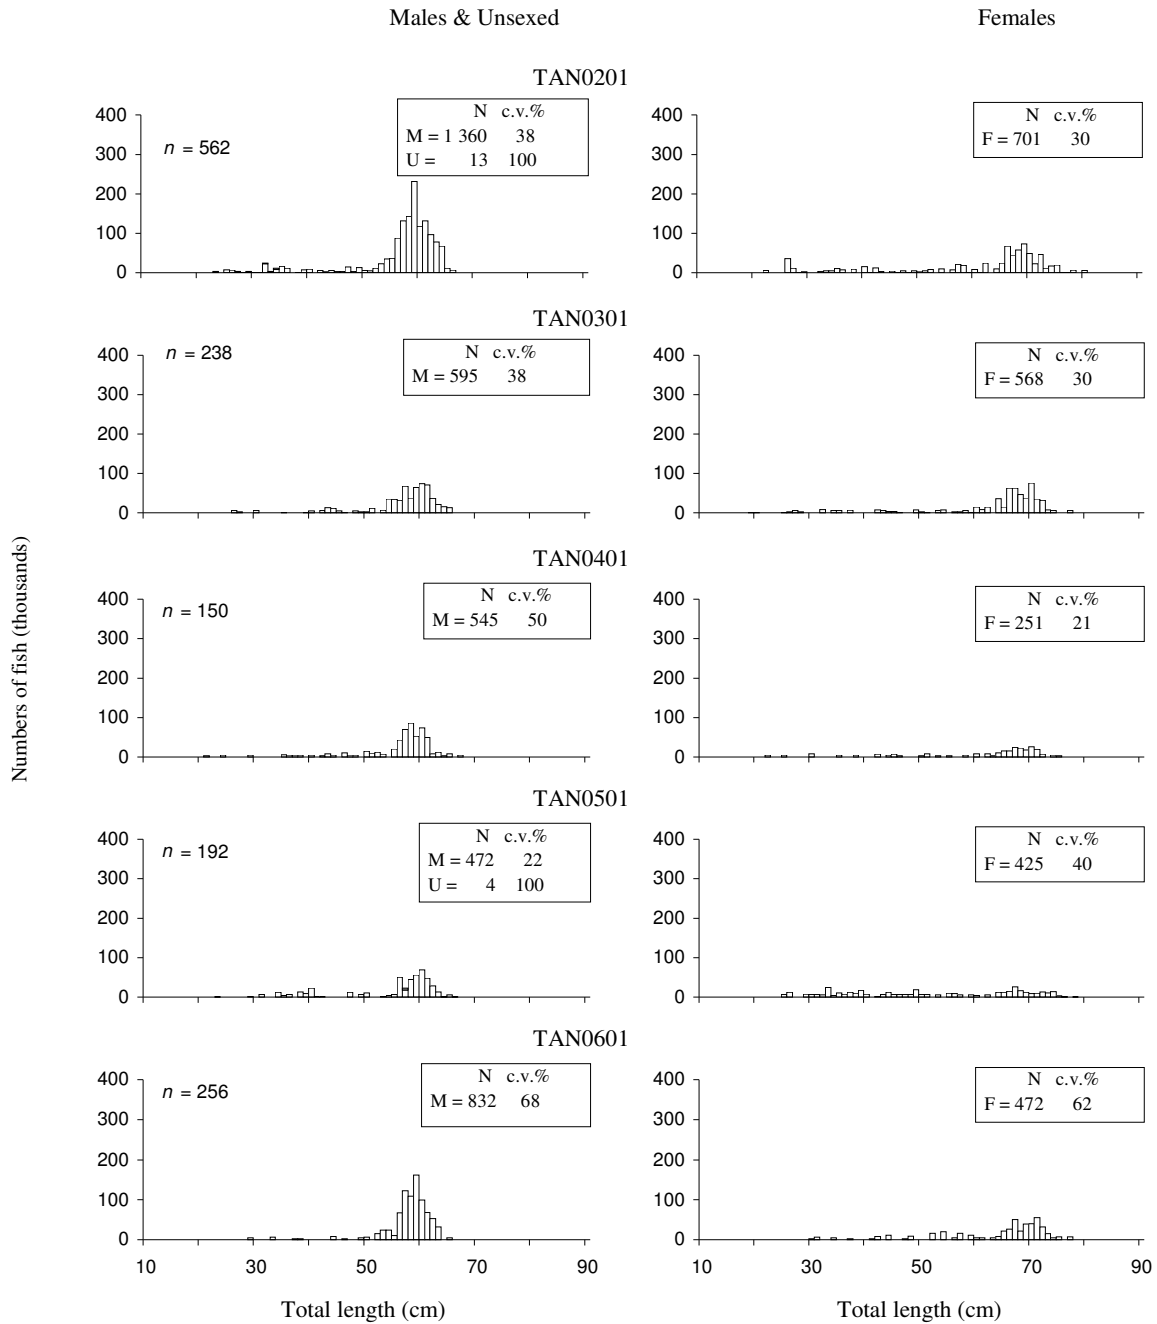 Males & Unsexed Females
TAN0201
N c.v.%
M = 1 360 38
U = 13 100
n = 562
400
300
200
100
0
N c.v.%
F = 701 30
400
300
200
100
0
TAN0301
N c.v.%
M = 595 38
n = 238
400
300
200
100
0
N c.v.%
F = 568 30
400
300
200
100
0
TAN0401
N c.v.%
M = 545 50
n = 150
400
300
200
100
0
N c.v.%
F = 251 21
400
300
200
100
0
Numbers of fish (thousands)
TAN0501
N c.v.%
M = 472 22
U = 4 100
n = 192
400
300
200
100
0
N c.v.%
F = 425 40
400
300
200
100
0
TAN0601
N c.v.%
M = 832 68
n = 256
400
300
200
100
0
N c.v.%
F = 472 62
400
300
200
100
0
10 30 50 70 90 10 30 50 70 90
Total length (cm) Total length (cm)